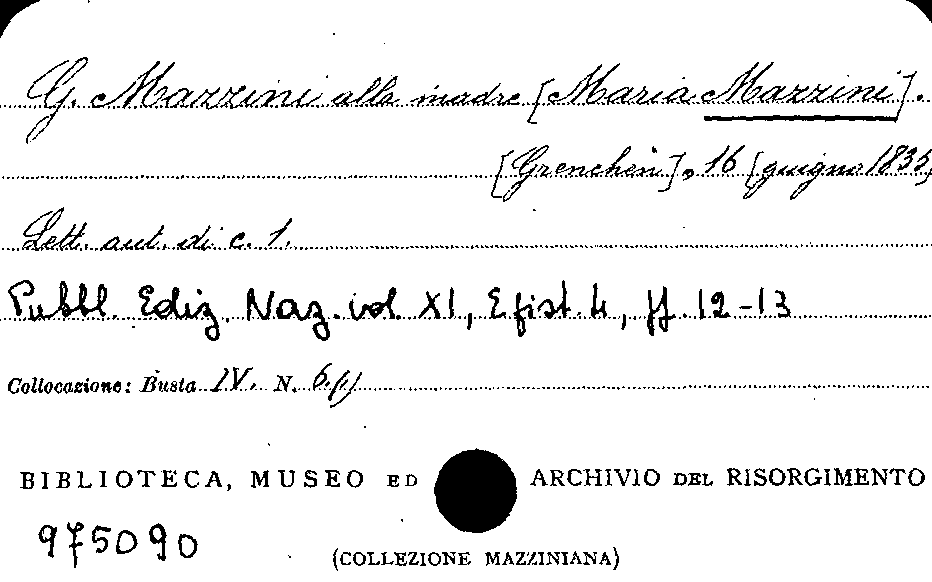 G. Mazzini alla madre [Maria Mazzini].
[Grenchen], 16 [giugno 1835]
Lett. aut. di c. 1.
Pubbl. Ediz. Naz. vol. XI, Epist. 4, pp. 12-13
Collocazione: Busta IV. N. 6
BIBLIOTECA, MUSEO ED ARCHIVIO DEL RISORGIMENTO
975090
(COLLEZIONE MAZZINIANA)